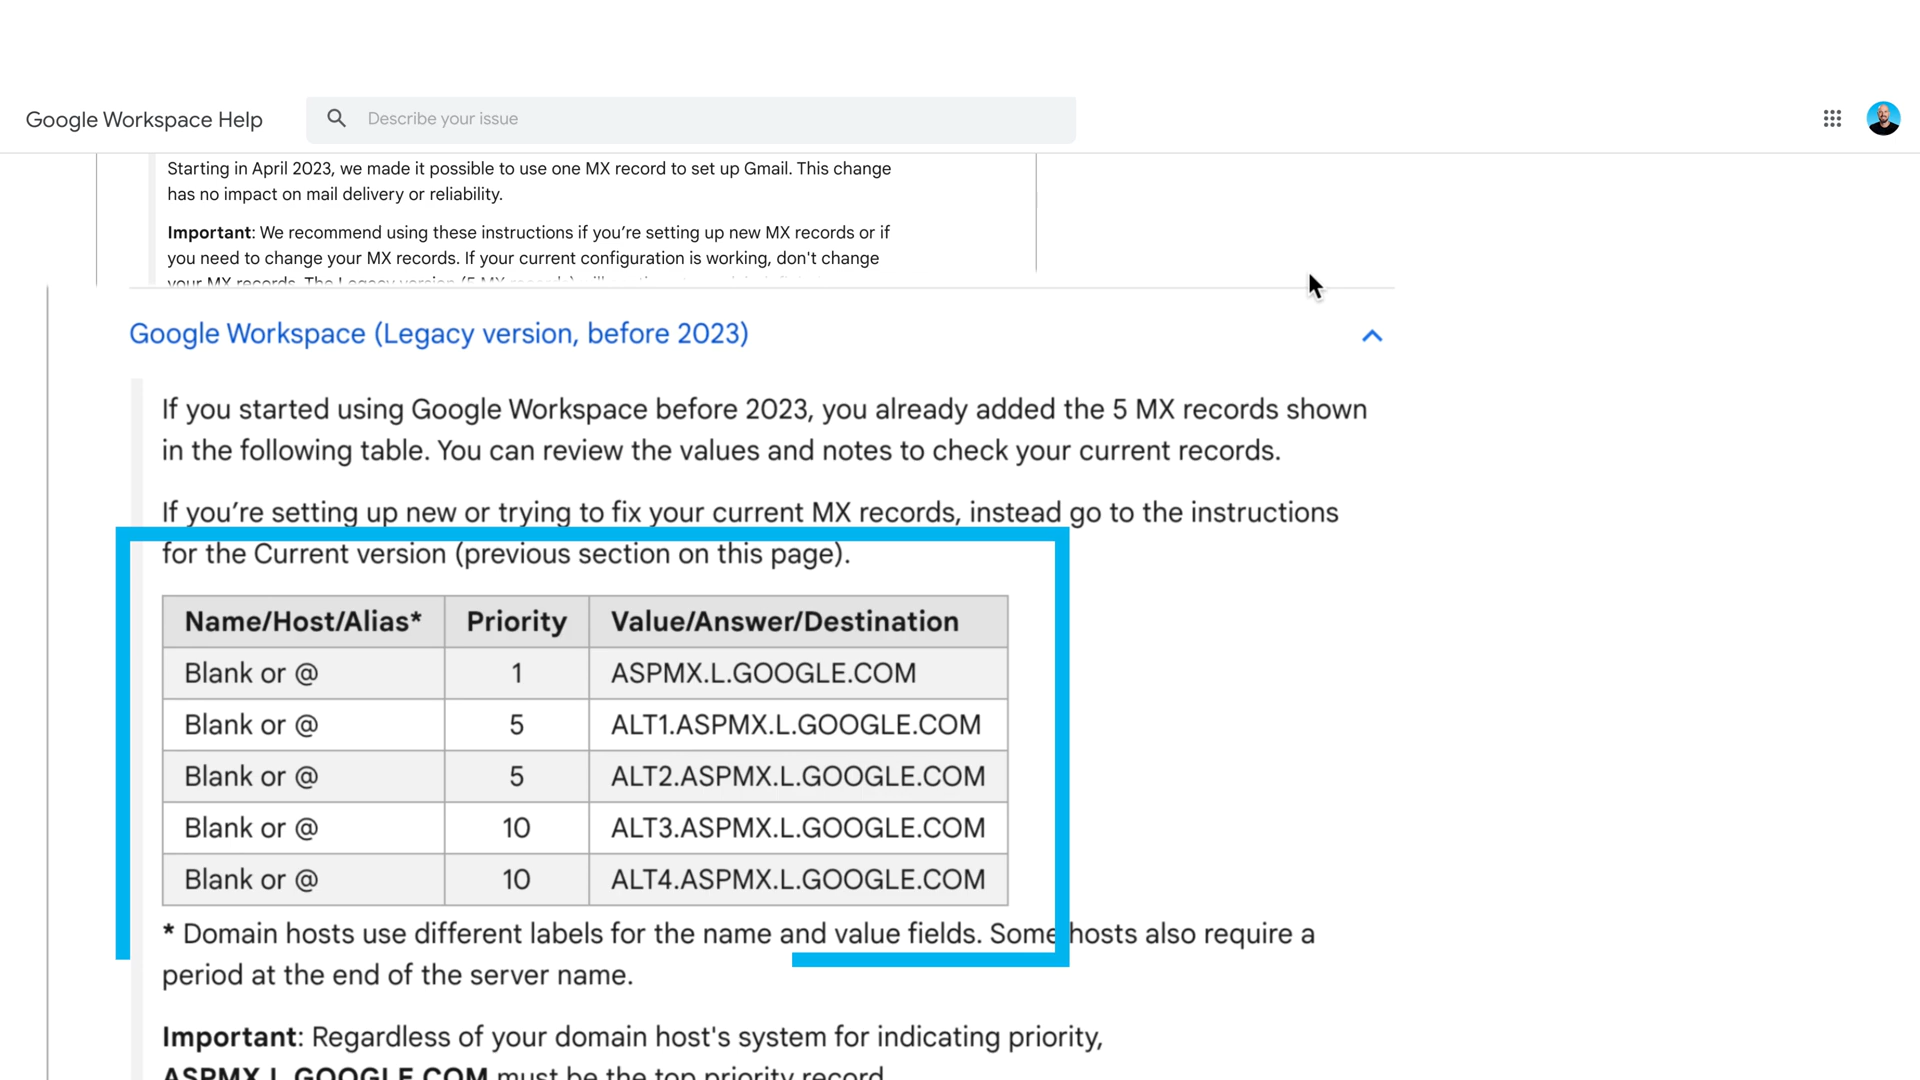 Google Workspace Help
Describe your issue
Starting in April 2023, we made it possible to use one MX record to set up Gmail. This change
has no impact on mail delivery or reliability.
Important: We recommend using these instructions if you're setting up new MX records or if
you need to change your MX records. If your current configuration is working, don't change
your MX records. The Legacy version (5 MX records) will
Google Workspace (Legacy version, before 2023)
If you started using Google Workspace before 2023, you already added the 5 MX records shown
in the following table. You can review the values and notes to check your current records.
If you’re setting up new or trying to fix your current MX records, instead go to the instructions
for the Current version (previous section on this page).
Name/Host/Alias* Priority Value/Answer/Destination
Blank or @ 1 ASPMX.L.GOOGLE.COM
Blank or @ 5 ALT1.ASPMX.L.GOOGLE.COM
Blank or @ 5 ALT2.ASPMX.L.GOOGLE.COM
Blank or @ 10 ALT3.ASPMX.L.GOOGLE.COM
Blank or @ 10 ALT4.ASPMX.L.GOOGLE.COM
* Domain hosts use different labels for the name and value fields. Some hosts also require a
period at the end of the server name.
Important: Regardless of your domain host's system for indicating priority,
ASPMX.L.GOOGLE.COM must be the top priority record